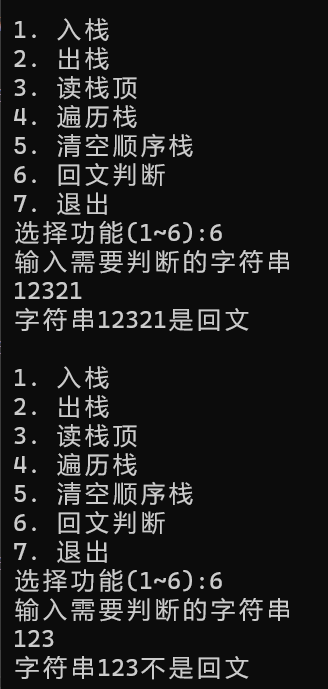 1. 入栈
2. 出栈
3. 读栈顶
4. 遍历栈
5. 清空顺序栈
6. 回文判断
7. 退出
选择功能(1~6):6
输入需要判断的字符串
12321
字符串12321是回文
1. 入栈
2. 出栈
3. 读栈顶
4. 遍历栈
5. 清空顺序栈
6. 回文判断
7. 退出
选择功能(1~6):6
输入需要判断的字符串
123
字符串123不是回文